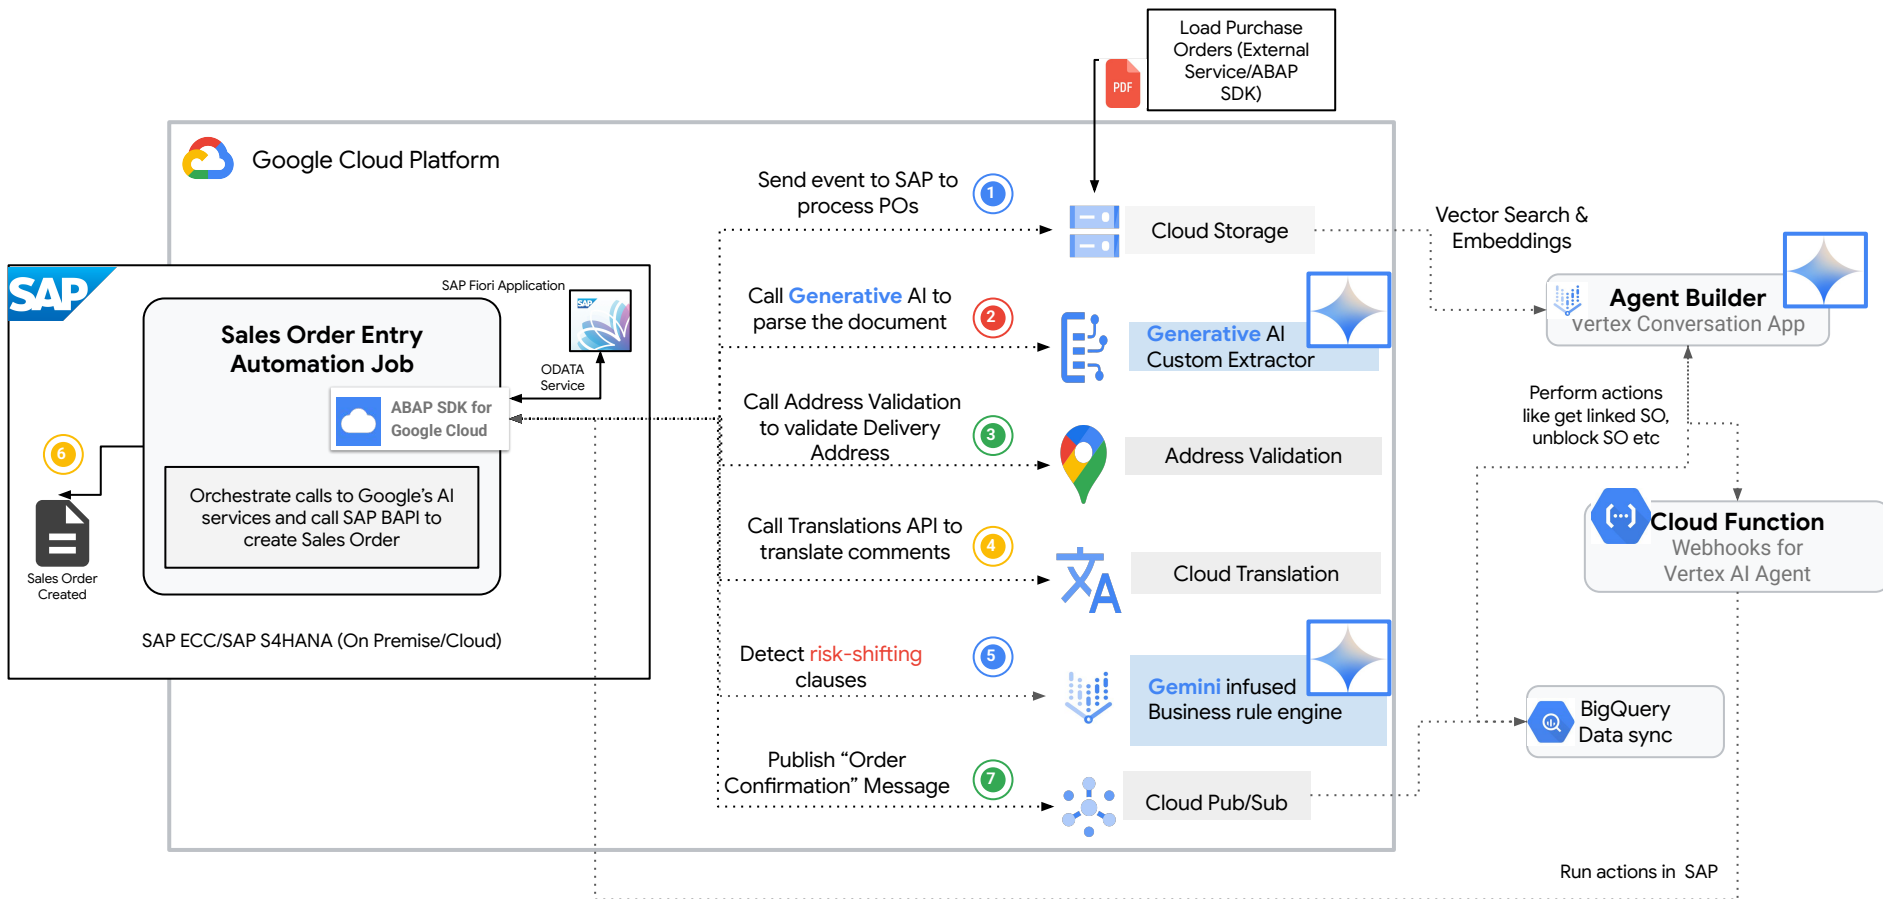 Load Purchase
Orders (External
Service/ABAP
SDK)
PDF
Google Cloud Platform
Send event to SAP to
process POs
1
Cloud Storage
Vector Search &
Embeddings
SAP
SAP Fiori Application
SAP
Sales Order Entry
Automation Job
ODATA
Service
ABAP SDK for
Google Cloud
6
Orchestrate calls to Google's AI
services and call SAP BAPI to
create Sales Order
Sales Order
Created
SAP ECC/SAP S4HANA (On Premise/Cloud)
Call Generative AI to
parse the document
2
Generative AI
Custom Extractor
Agent Builder
Vertex Conversation App
Call Address Validation
to validate Delivery
Address
3
Address Validation
Perform actions
like get linked SO,
unblock SO etc
Call Translations API to
translate comments
4
Cloud Translation
Cloud Function
Webhooks for
Vertex AI Agent
Detect risk-shifting
clauses
5
Gemini infused
Business rule engine
BigQuery
Data sync
Publish “Order
Confirmation” Message
7
Cloud Pub/Sub
Run actions in SAP